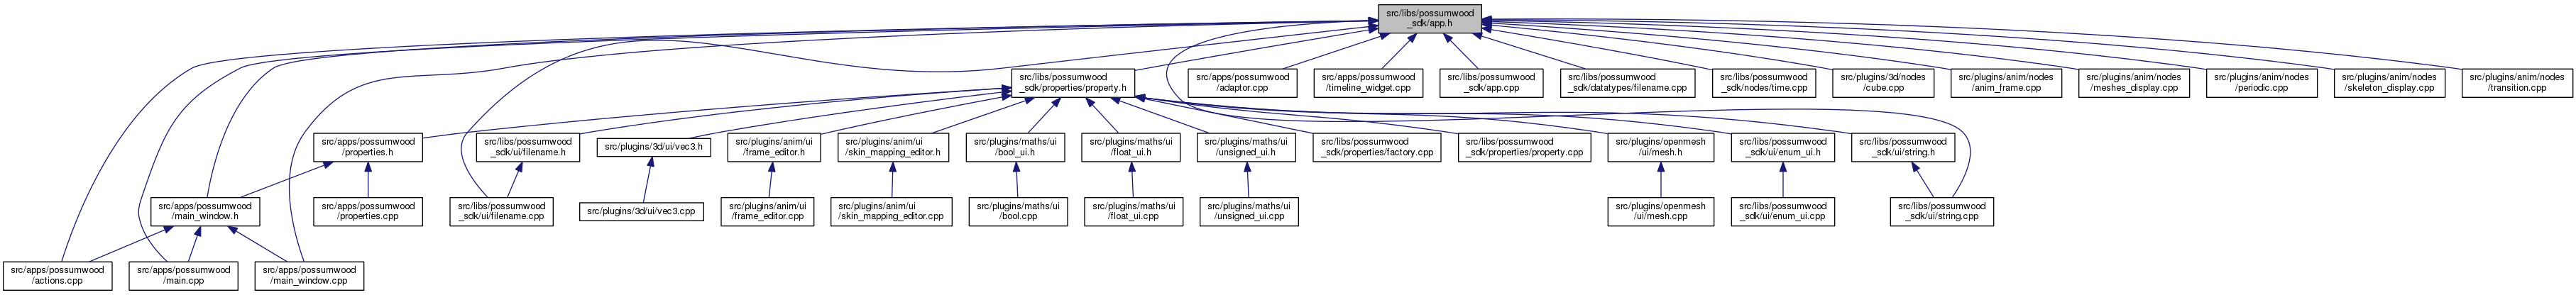 src/libs/possumwood
_sdk/app.h
src/libs/possumwood
_sdk/properties/property.h
src/apps/possumwood
/adaptor.cpp
src/apps/possumwood
/timeline_widget.cpp
src/libs/possumwood
_sdk/app.cpp
src/libs/possumwood
_sdk/datatypes/filename.cpp
src/libs/possumwood
_sdk/nodes/time.cpp
src/plugins/3d/nodes
/cube.cpp
src/plugins/anim/nodes
/anim_frame.cpp
src/plugins/anim/nodes
/meshes_display.cpp
src/plugins/anim/nodes
/periodic.cpp
src/plugins/anim/nodes
/skeleton_display.cpp
src/plugins/anim/nodes
/transition.cpp
src/apps/possumwood
/properties.h
src/libs/possumwood
_sdk/ui/filename.h
src/plugins/3d/ui/vec3.h
src/plugins/anim/ui
/frame_editor.h
src/plugins/anim/ui
/skin_mapping_editor.h
src/plugins/maths/ui
/bool_ui.h
src/plugins/maths/ui
/float_ui.h
src/plugins/maths/ui
/unsigned_ui.h
src/libs/possumwood
_sdk/properties/factory.cpp
src/libs/possumwood
_sdk/properties/property.cpp
src/plugins/openmesh
/ui/mesh.h
src/libs/possumwood
_sdk/ui/enum_ui.h
src/libs/possumwood
_sdk/ui/string.h
src/apps/possumwood
/main_window.h
src/apps/possumwood
/properties.cpp
src/libs/possumwood
_sdk/ui/filename.cpp
src/plugins/3d/ui/vec3.cpp
src/plugins/anim/ui
/frame_editor.cpp
src/plugins/anim/ui
/skin_mapping_editor.cpp
src/plugins/maths/ui
/bool.cpp
src/plugins/maths/ui
/float_ui.cpp
src/plugins/maths/ui
/unsigned_ui.cpp
src/plugins/openmesh
/ui/mesh.cpp
src/libs/possumwood
_sdk/ui/enum_ui.cpp
src/libs/possumwood
_sdk/ui/string.cpp
src/apps/possumwood
/actions.cpp
src/apps/possumwood
/main.cpp
src/apps/possumwood
/main_window.cpp